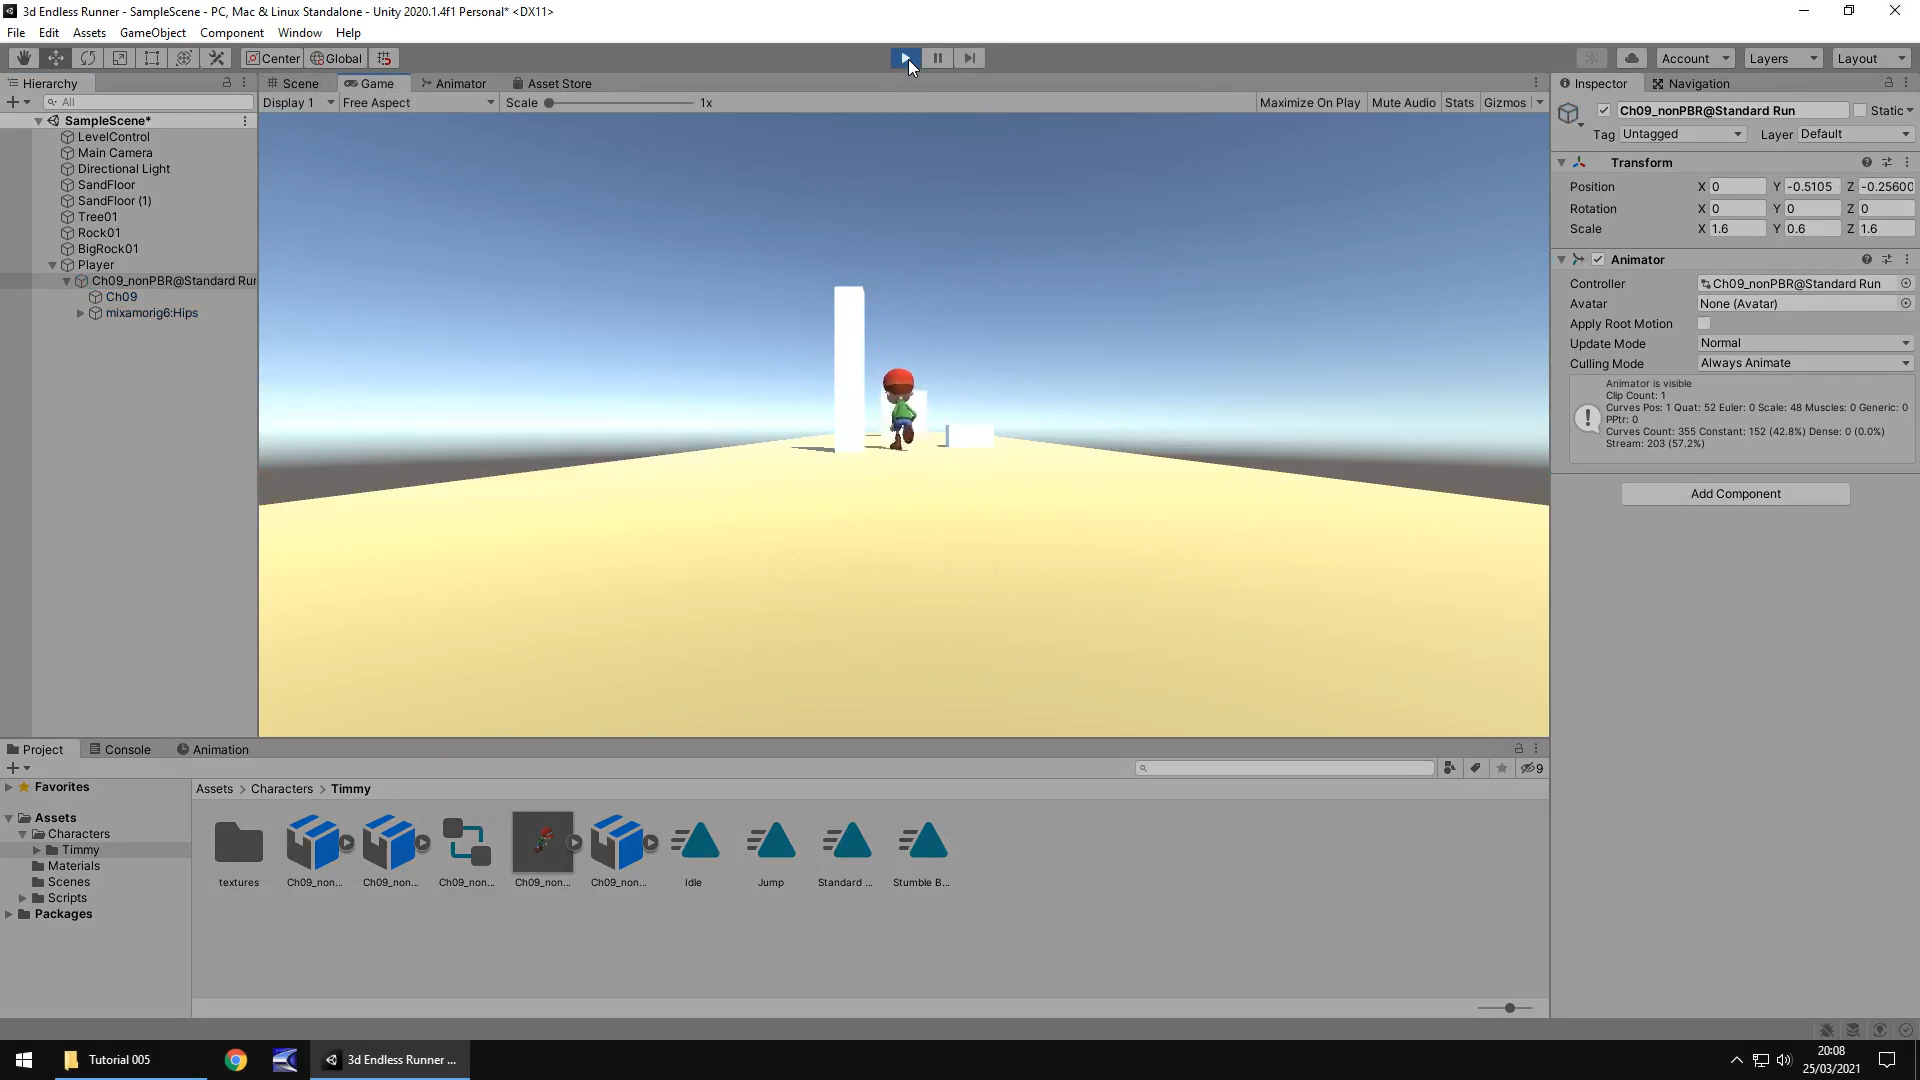 3d Endless Runner - SampleScene - PC, Mac & Linux Standalone - Unity 2020.1.4f1 Personal* <DX11>
File Edit Assets GameObject Component Window Help
Center Global Account Layers Layout
Hierarchy Scene Game Animator Asset Store Inspector Navigation
All Display 1 Free Aspect Scale 1x Maximize On Play Mute Audio Stats Gizmos
SampleScene*
LevelControl
Main Camera
Directional Light
SandFloor
SandFloor (1)
Tree01
Rock01
BigRock01
Player
Ch09_nonPBR@Standard Run
Ch09
mixamorig6:Hips
Ch09_nonPBR@Standard Run Static
Tag Untagged Layer Default
Transform
Position X 0 Y -0.5105 Z -0.25600
Rotation X 0 Y 0 Z 0
Scale X 1.6 Y 0.6 Z 1.6
Animator
Controller Ch09_nonPBR@Standard Run
Avatar None (Avatar)
Apply Root Motion
Update Mode Normal
Culling Mode Always Animate
Animator is visible
Clip Count: 1
Curves Pos: 1 Quat: 52 Euler: 0 Scale: 48 Muscles: 0 Generic: 0
PPtr: 0
Curves Count: 355 Constant: 152 (42.8%) Dense: 0 (0.0%)
Stream: 203 (57.2%)
Add Component
Project Console Animation
9
Favorites
Assets
Characters
Timmy
Materials
Scenes
Scripts
Packages
Assets > Characters > Timmy
textures Ch09_non... Ch09_non... Ch09_non... Ch09_non... Ch09_non... Idle Jump Standard ... Stumble B...
Tutorial 005 3d Endless Runner ...
20:08
25/03/2021